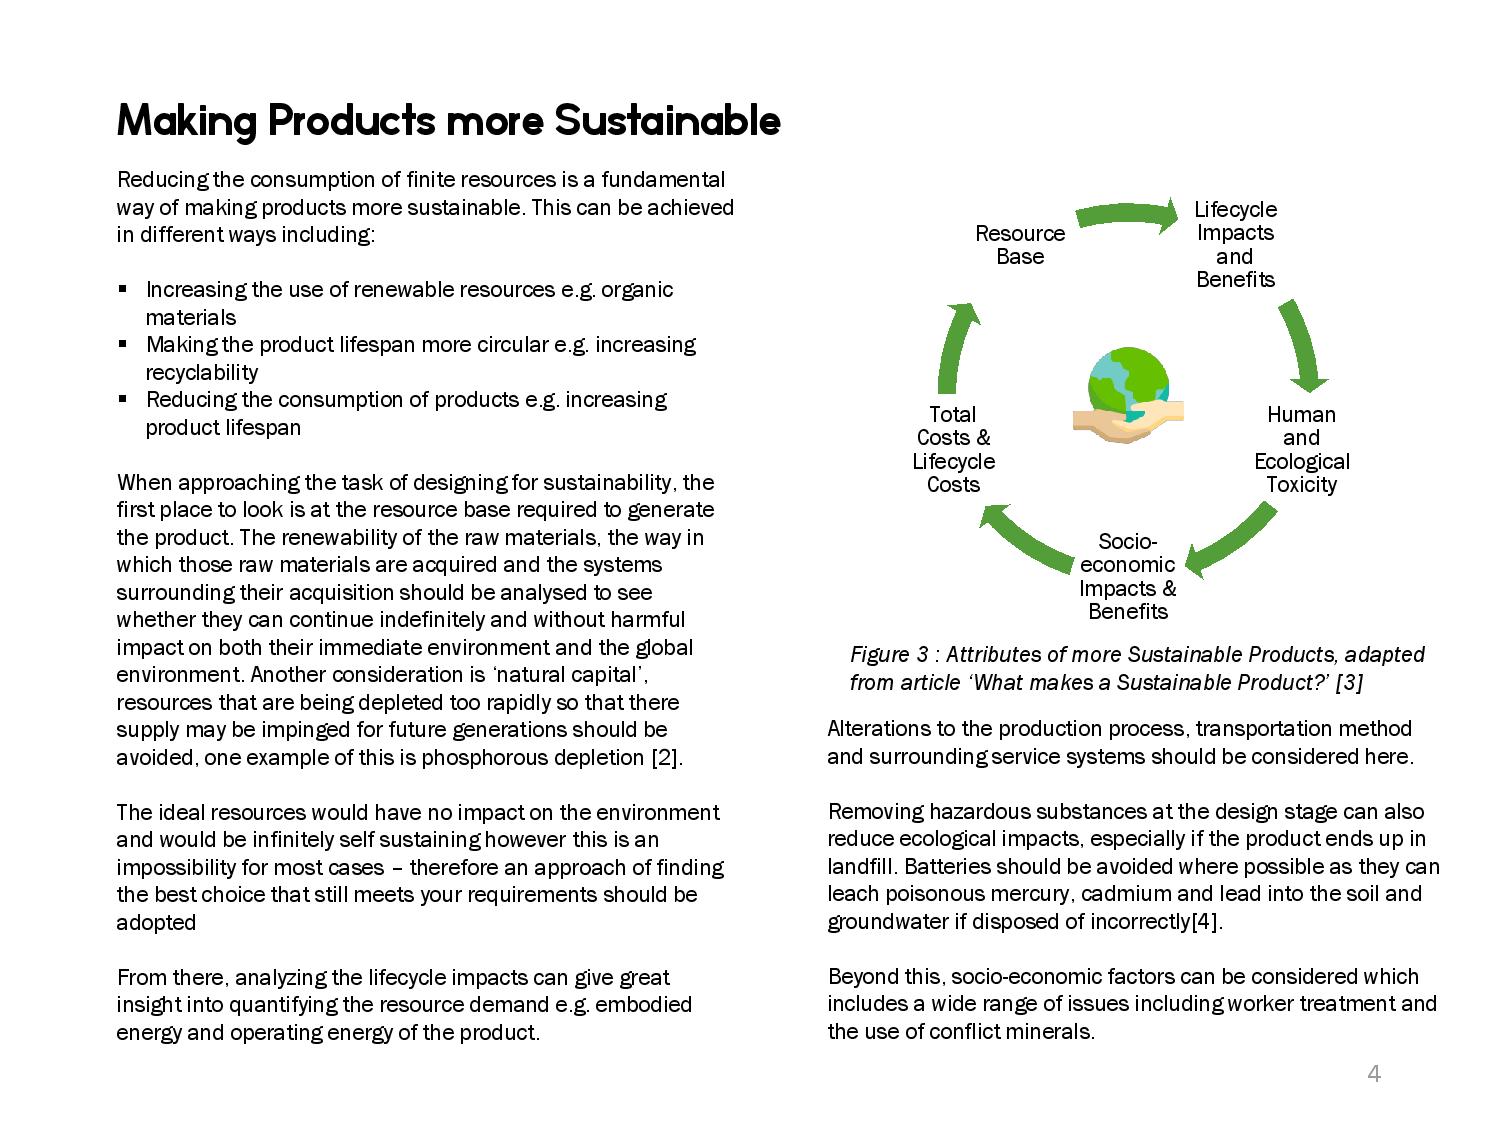 Making Products more Sustainable
Reducing the consumption of finite resources is a fundamental
way of making products more sustainable. This can be achieved
in different ways including:
▪ Increasing the use of renewable resources e.g. organic
materials
▪ Making the product lifespan more circular e.g. increasing
recyclability
▪ Reducing the consumption of products e.g. increasing
product lifespan
When approaching the task of designing for sustainability, the
first place to look is at the resource base required to generate
the product. The renewability of the raw materials, the way in
which those raw materials are acquired and the systems
surrounding their acquisition should be analysed to see
whether they can continue indefinitely and without harmful
impact on both their immediate environment and the global
environment. Another consideration is ‘natural capital’,
resources that are being depleted too rapidly so that there
supply may be impinged for future generations should be
avoided, one example of this is phosphorous depletion [2].
The ideal resources would have no impact on the environment
and would be infinitely self sustaining however this is an
impossibility for most cases – therefore an approach of finding
the best choice that still meets your requirements should be
adopted
From there, analyzing the lifecycle impacts can give great
insight into quantifying the resource demand e.g. embodied
energy and operating energy of the product.
Resource
Base
Lifecycle
Impacts
and
Benefits
Human
and
Ecological
Toxicity
Socio-
economic
Impacts &
Benefits
Total
Costs &
Lifecycle
Costs
Figure 3 : Attributes of more Sustainable Products, adapted
from article ‘What makes a Sustainable Product?’ [3]
Alterations to the production process, transportation method
and surrounding service systems should be considered here.
Removing hazardous substances at the design stage can also
reduce ecological impacts, especially if the product ends up in
landfill. Batteries should be avoided where possible as they can
leach poisonous mercury, cadmium and lead into the soil and
groundwater if disposed of incorrectly[4].
Beyond this, socio-economic factors can be considered which
includes a wide range of issues including worker treatment and
the use of conflict minerals.
4